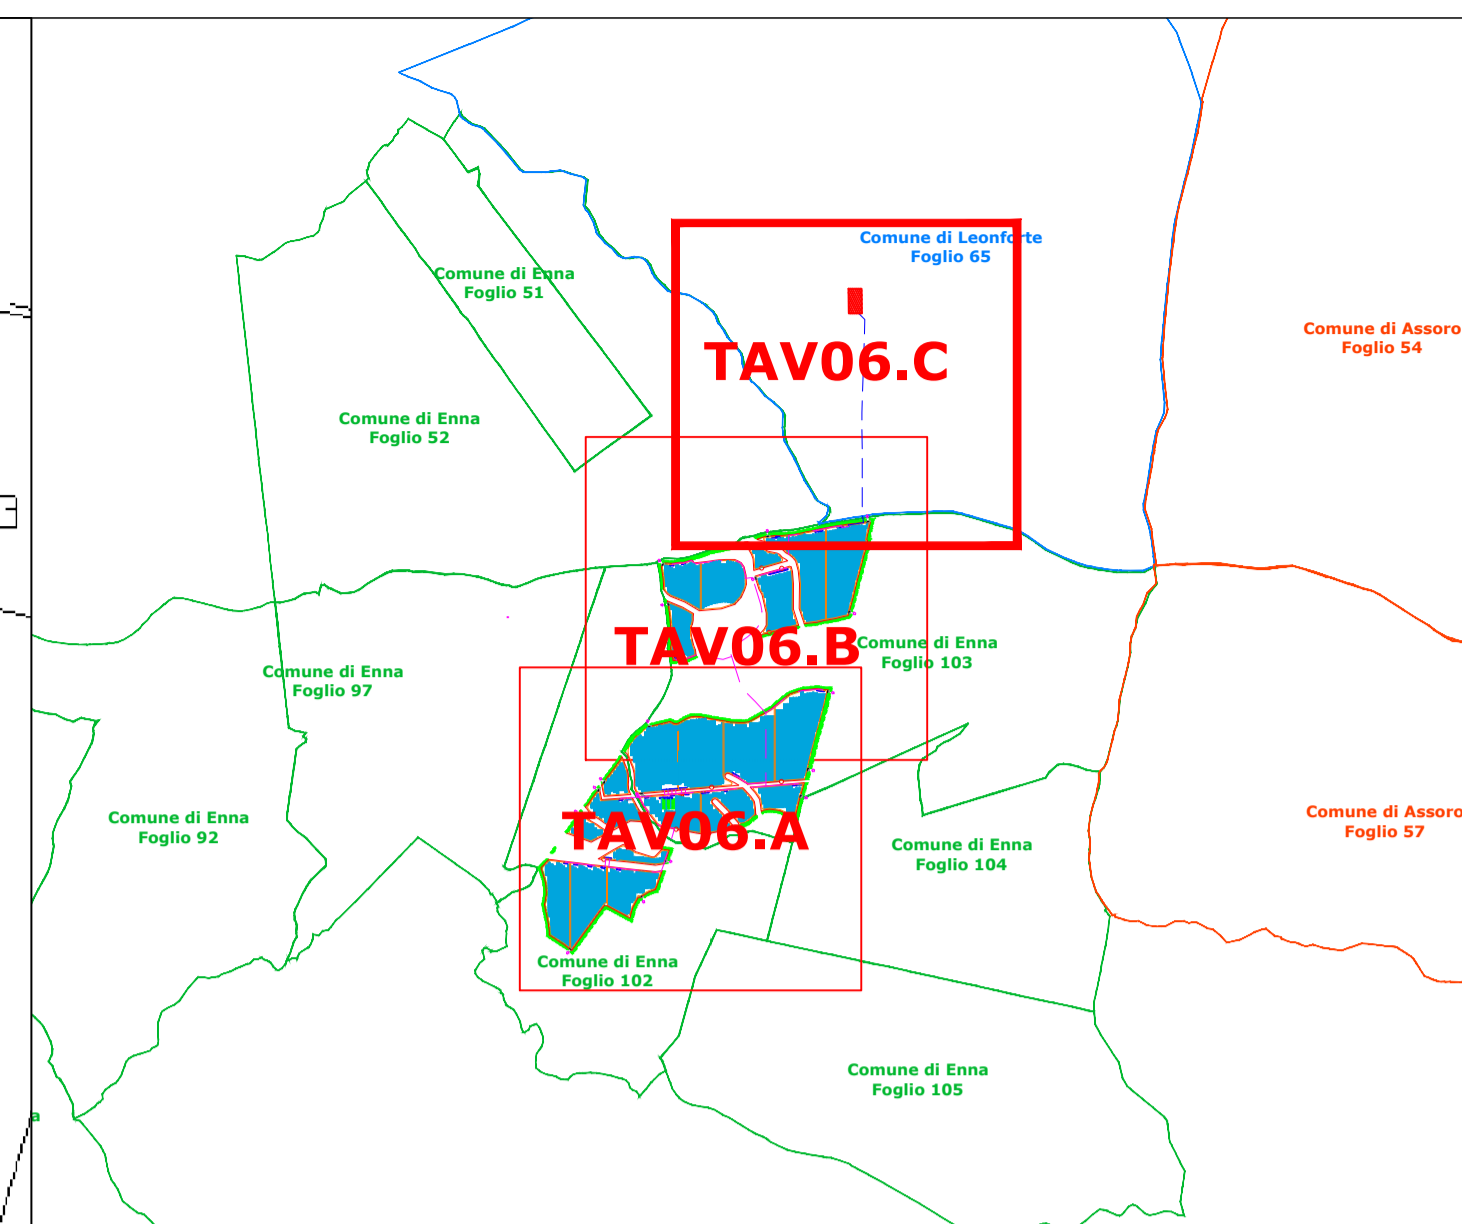 Comune di Leonforte
Foglio 65
Comune di Enna
Foglio 51
Comune di Assoro
Foglio 54
TAV06.C
Comune di Enna
Foglio 52
Comune di Enna
Foglio 103
TAV06.B
Comune di Enna
Foglio 97
Comune di Enna
Foglio 92
TAV06.A
Comune di Assoro
Foglio 57
Comune di Enna
Foglio 104
Comune di Enna
Foglio 102
Comune di Enna
Foglio 105
a